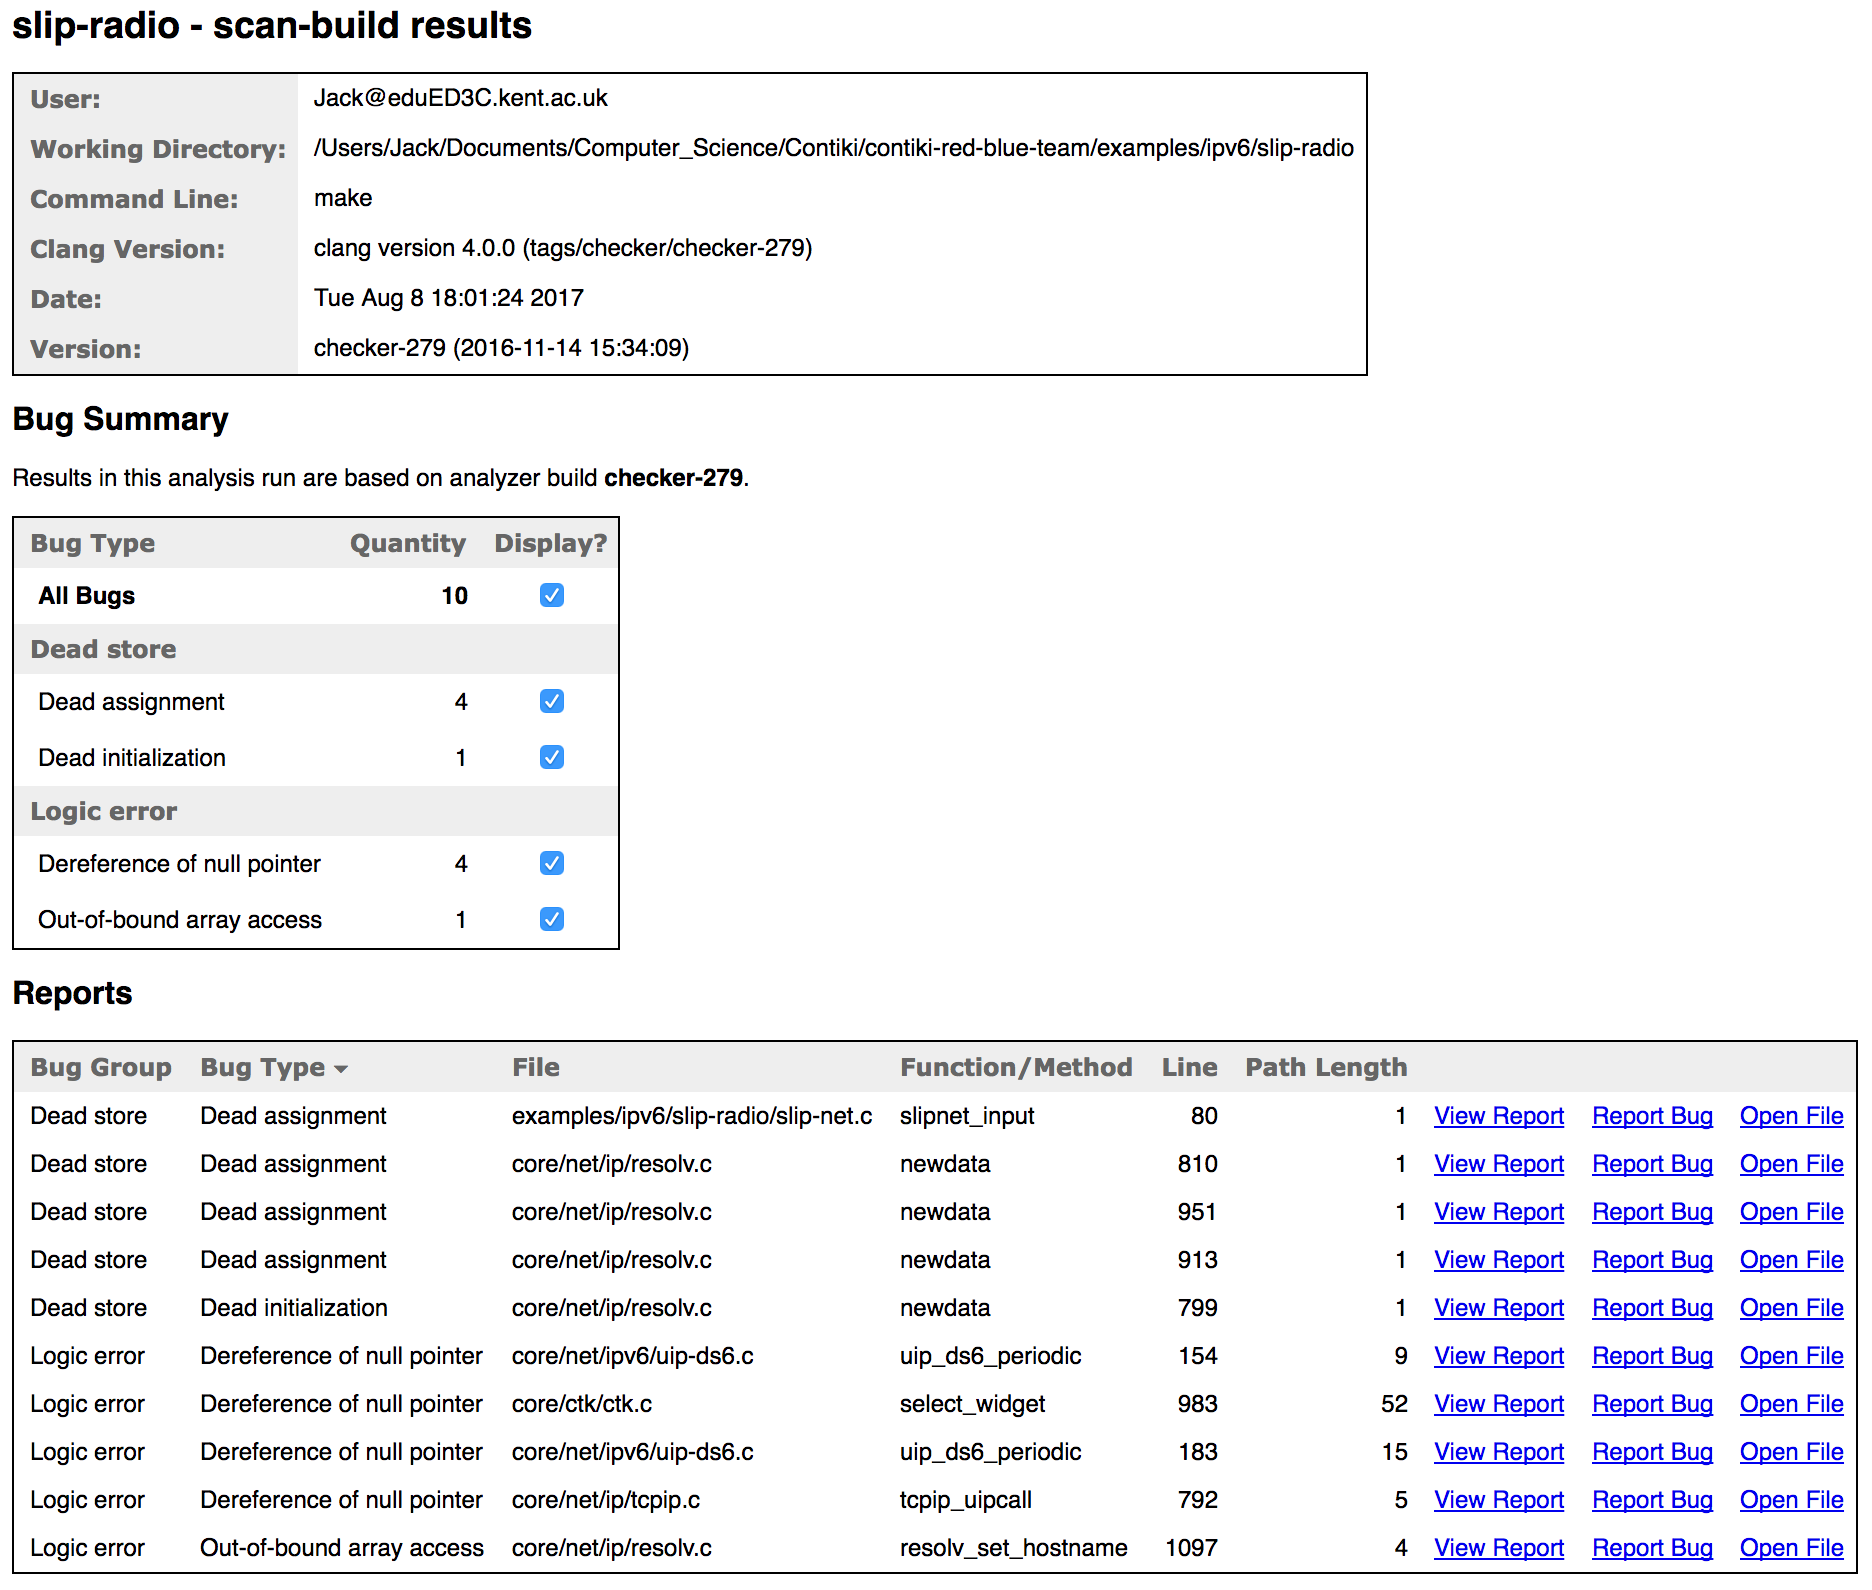 slip-radio - scan-build results
User: Jack@eduED3C.kent.ac.uk
Working Directory: /Users/Jack/Documents/Computer_Science/Contiki/contiki-red-blue-team/examples/ipv6/slip-radio
Command Line: make
Clang Version: clang version 4.0.0 (tags/checker/checker-279)
Date: Tue Aug 8 18:01:24 2017
Version: checker-279 (2016-11-14 15:34:09)
Bug Summary
Results in this analysis run are based on analyzer build checker-279.
Bug Type Quantity Display?
All Bugs 10
Dead store
Dead assignment 4
Dead initialization 1
Logic error
Dereference of null pointer 4
Out-of-bound array access 1
Reports
Bug Group Bug Type File Function/Method Line Path Length
Dead store Dead assignment examples/ipv6/slip-radio/slip-net.c slipnet_input 80 1 View Report Report Bug Open File
Dead store Dead assignment core/net/ip/resolv.c newdata 810 1 View Report Report Bug Open File
Dead store Dead assignment core/net/ip/resolv.c newdata 951 1 View Report Report Bug Open File
Dead store Dead assignment core/net/ip/resolv.c newdata 913 1 View Report Report Bug Open File
Dead store Dead initialization core/net/ip/resolv.c newdata 799 1 View Report Report Bug Open File
Logic error Dereference of null pointer core/net/ipv6/uip-ds6.c uip_ds6_periodic 154 9 View Report Report Bug Open File
Logic error Dereference of null pointer core/ctk/ctk.c select_widget 983 52 View Report Report Bug Open File
Logic error Dereference of null pointer core/net/ipv6/uip-ds6.c uip_ds6_periodic 183 15 View Report Report Bug Open File
Logic error Dereference of null pointer core/net/ip/tcpip.c tcpip_uipcall 792 5 View Report Report Bug Open File
Logic error Out-of-bound array access core/net/ip/resolv.c resolv_set_hostname 1097 4 View Report Report Bug Open File